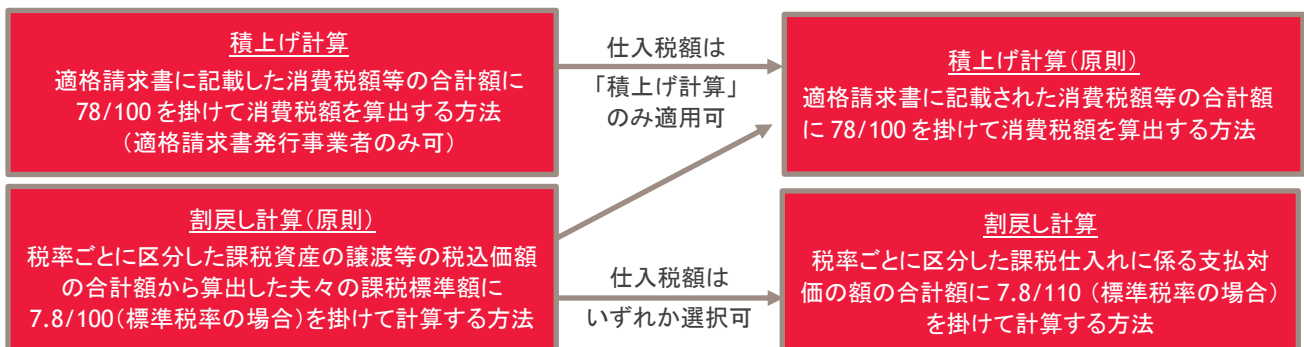 積上げ計算
適格請求書に記載した消費税額等の合計額に
78/100 を掛けて消費税額を算出する方法
（適格請求書発行事業者のみ可）
仕入税額は
「積上げ計算」
のみ適用可
積上げ計算（原則）
適格請求書に記載された消費税額等の合計額
に 78/100 を掛けて消費税額を算出する方法
割戻し計算（原則）
税率ごとに区分した課税資産の譲渡等の税込価額
の合計額から算出した夫々の課税標準額に
7.8/100（標準税率の場合）を掛けて計算する方法
仕入税額は
いずれか選択可
割戻し計算
税率ごとに区分した課税仕入れに係る支払対
価の額の合計額に 7.8/110 （標準税率の場合）
を掛けて計算する方法